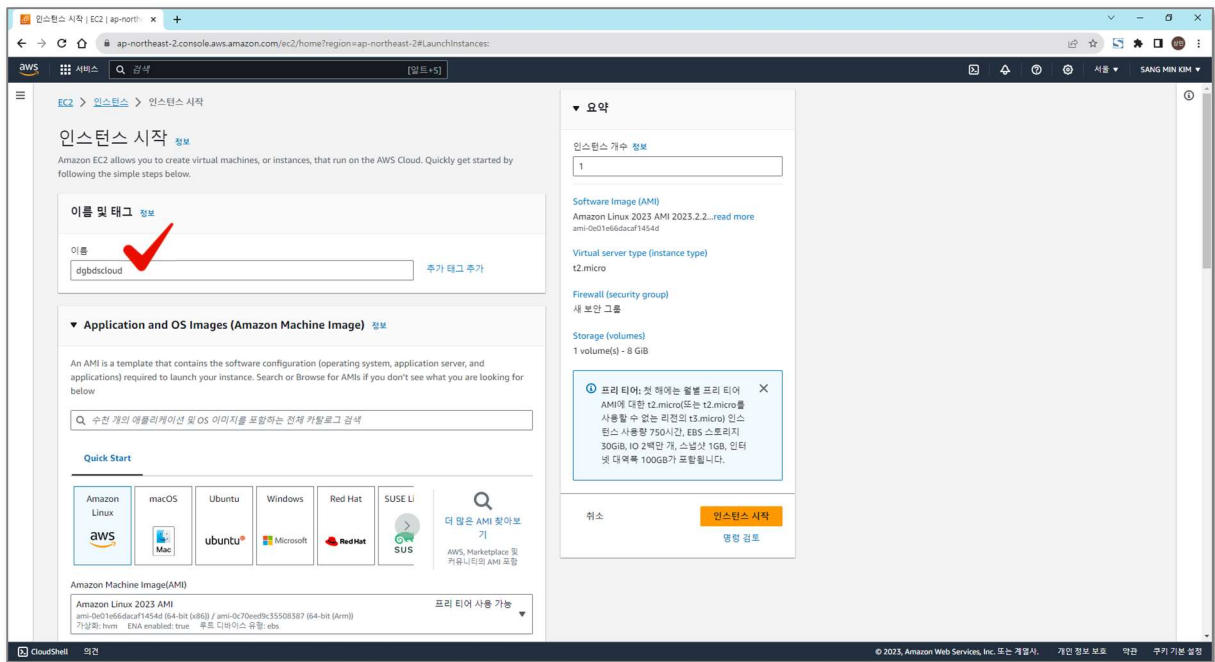 인스턴스 시작 | EC2 | ap-north
ap-northeast-2.console.aws.amazon.com/ec2/home?region=ap-northeast-2#LaunchInstances:
aws
서비스
검색
[알트+S]
서울
SANG MIN KIM
EC2 > 인스턴스 > 인스턴스 시작
인스턴스 시작 정보
Amazon EC2 allows you to create virtual machines, or instances, that run on the AWS Cloud. Quickly get started by
following the simple steps below.
이름 및 태그 정보
이름
dgbdscloud
추가 태그 추가
Application and OS Images (Amazon Machine Image) 정보
An AMI is a template that contains the software configuration (operating system, application server, and
applications) required to launch your instance. Search or Browse for AMIs if you don't see what you are looking for
below
수천 개의 애플리케이션 및 OS 이미지를 포함하는 전체 카탈로그 검색
Quick Start
Amazon
Linux
aws
macOS
Mac
Ubuntu
ubuntu
Windows
Microsoft
Red Hat
Red Hat
SUSE Li
SUS
더 많은 AMI 찾아보
기
AWS, Marketplace 및
커뮤니티의 AMI 포함
Amazon Machine Image(AMI)
Amazon Linux 2023 AMI
프리 티어 사용 가능
ami-0e01e66dacaf1454d (64-bit (x86)) / ami-0c70eed9c35508387 (64-bit (Arm))
가상화: hvm ENA enabled: true 루트 디바이스 유형: ebs
요약
인스턴스 개수 정보
1
Software Image (AMI)
Amazon Linux 2023 AMI 2023.2.2...read more
ami-0e01e66dacaf1454d
Virtual server type (instance type)
t2.micro
Firewall (security group)
새 보안 그룹
Storage (volumes)
1 volume(s) - 8 GiB
프리 티어: 첫 해에는 월별 프리 티어
AMI에 대한 t2.micro(또는 t2.micro를
사용할 수 없는 리전의 t3.micro) 인스
턴스 사용량 750시간, EBS 스토리지
30GiB, IO 2백만 개, 스냅샷 1GB, 인터
넷 대역폭 100GB가 포함됩니다.
취소
인스턴스 시작
명령 검토
CloudShell
의견
© 2023, Amazon Web Services, Inc. 또는 계열사.
개인 정보 보호
약관
쿠키 기본 설정